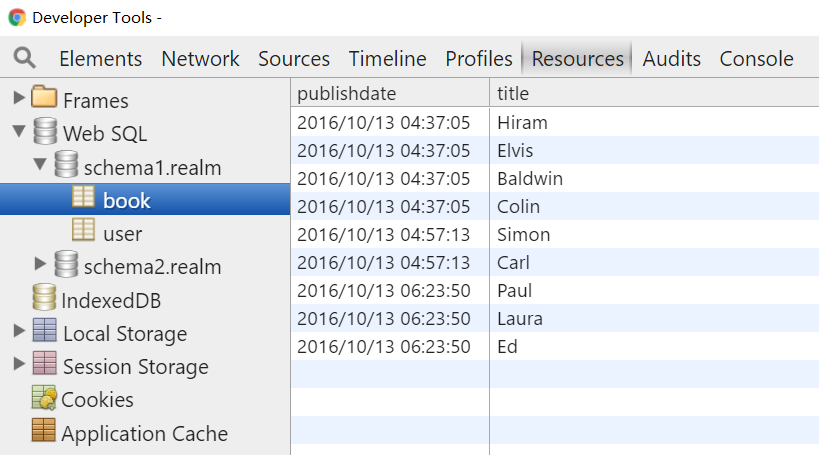 Developer Tools -
Elements Network Sources Timeline Profiles Resources Audits Console
Frames
Web SQL
schema1.realm
book
user
schema2.realm
IndexedDB
Local Storage
Session Storage
Cookies
Application Cache
publishdate title
2016/10/13 04:37:05 Hiram
2016/10/13 04:37:05 Elvis
2016/10/13 04:37:05 Baldwin
2016/10/13 04:37:05 Colin
2016/10/13 04:57:13 Simon
2016/10/13 04:57:13 Carl
2016/10/13 06:23:50 Paul
2016/10/13 06:23:50 Laura
2016/10/13 06:23:50 Ed